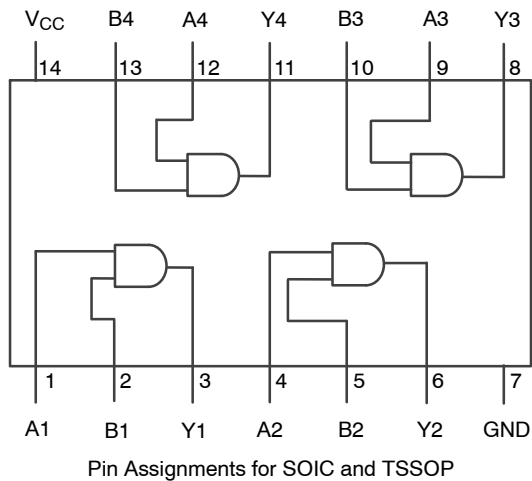 V_CC B4 A4 Y4 B3 A3 Y3
14 13 12 11 10 9 8
1 2 3 4 5 6 7
A1 B1 Y1 A2 B2 Y2 GND
Pin Assignments for SOIC and TSSOP